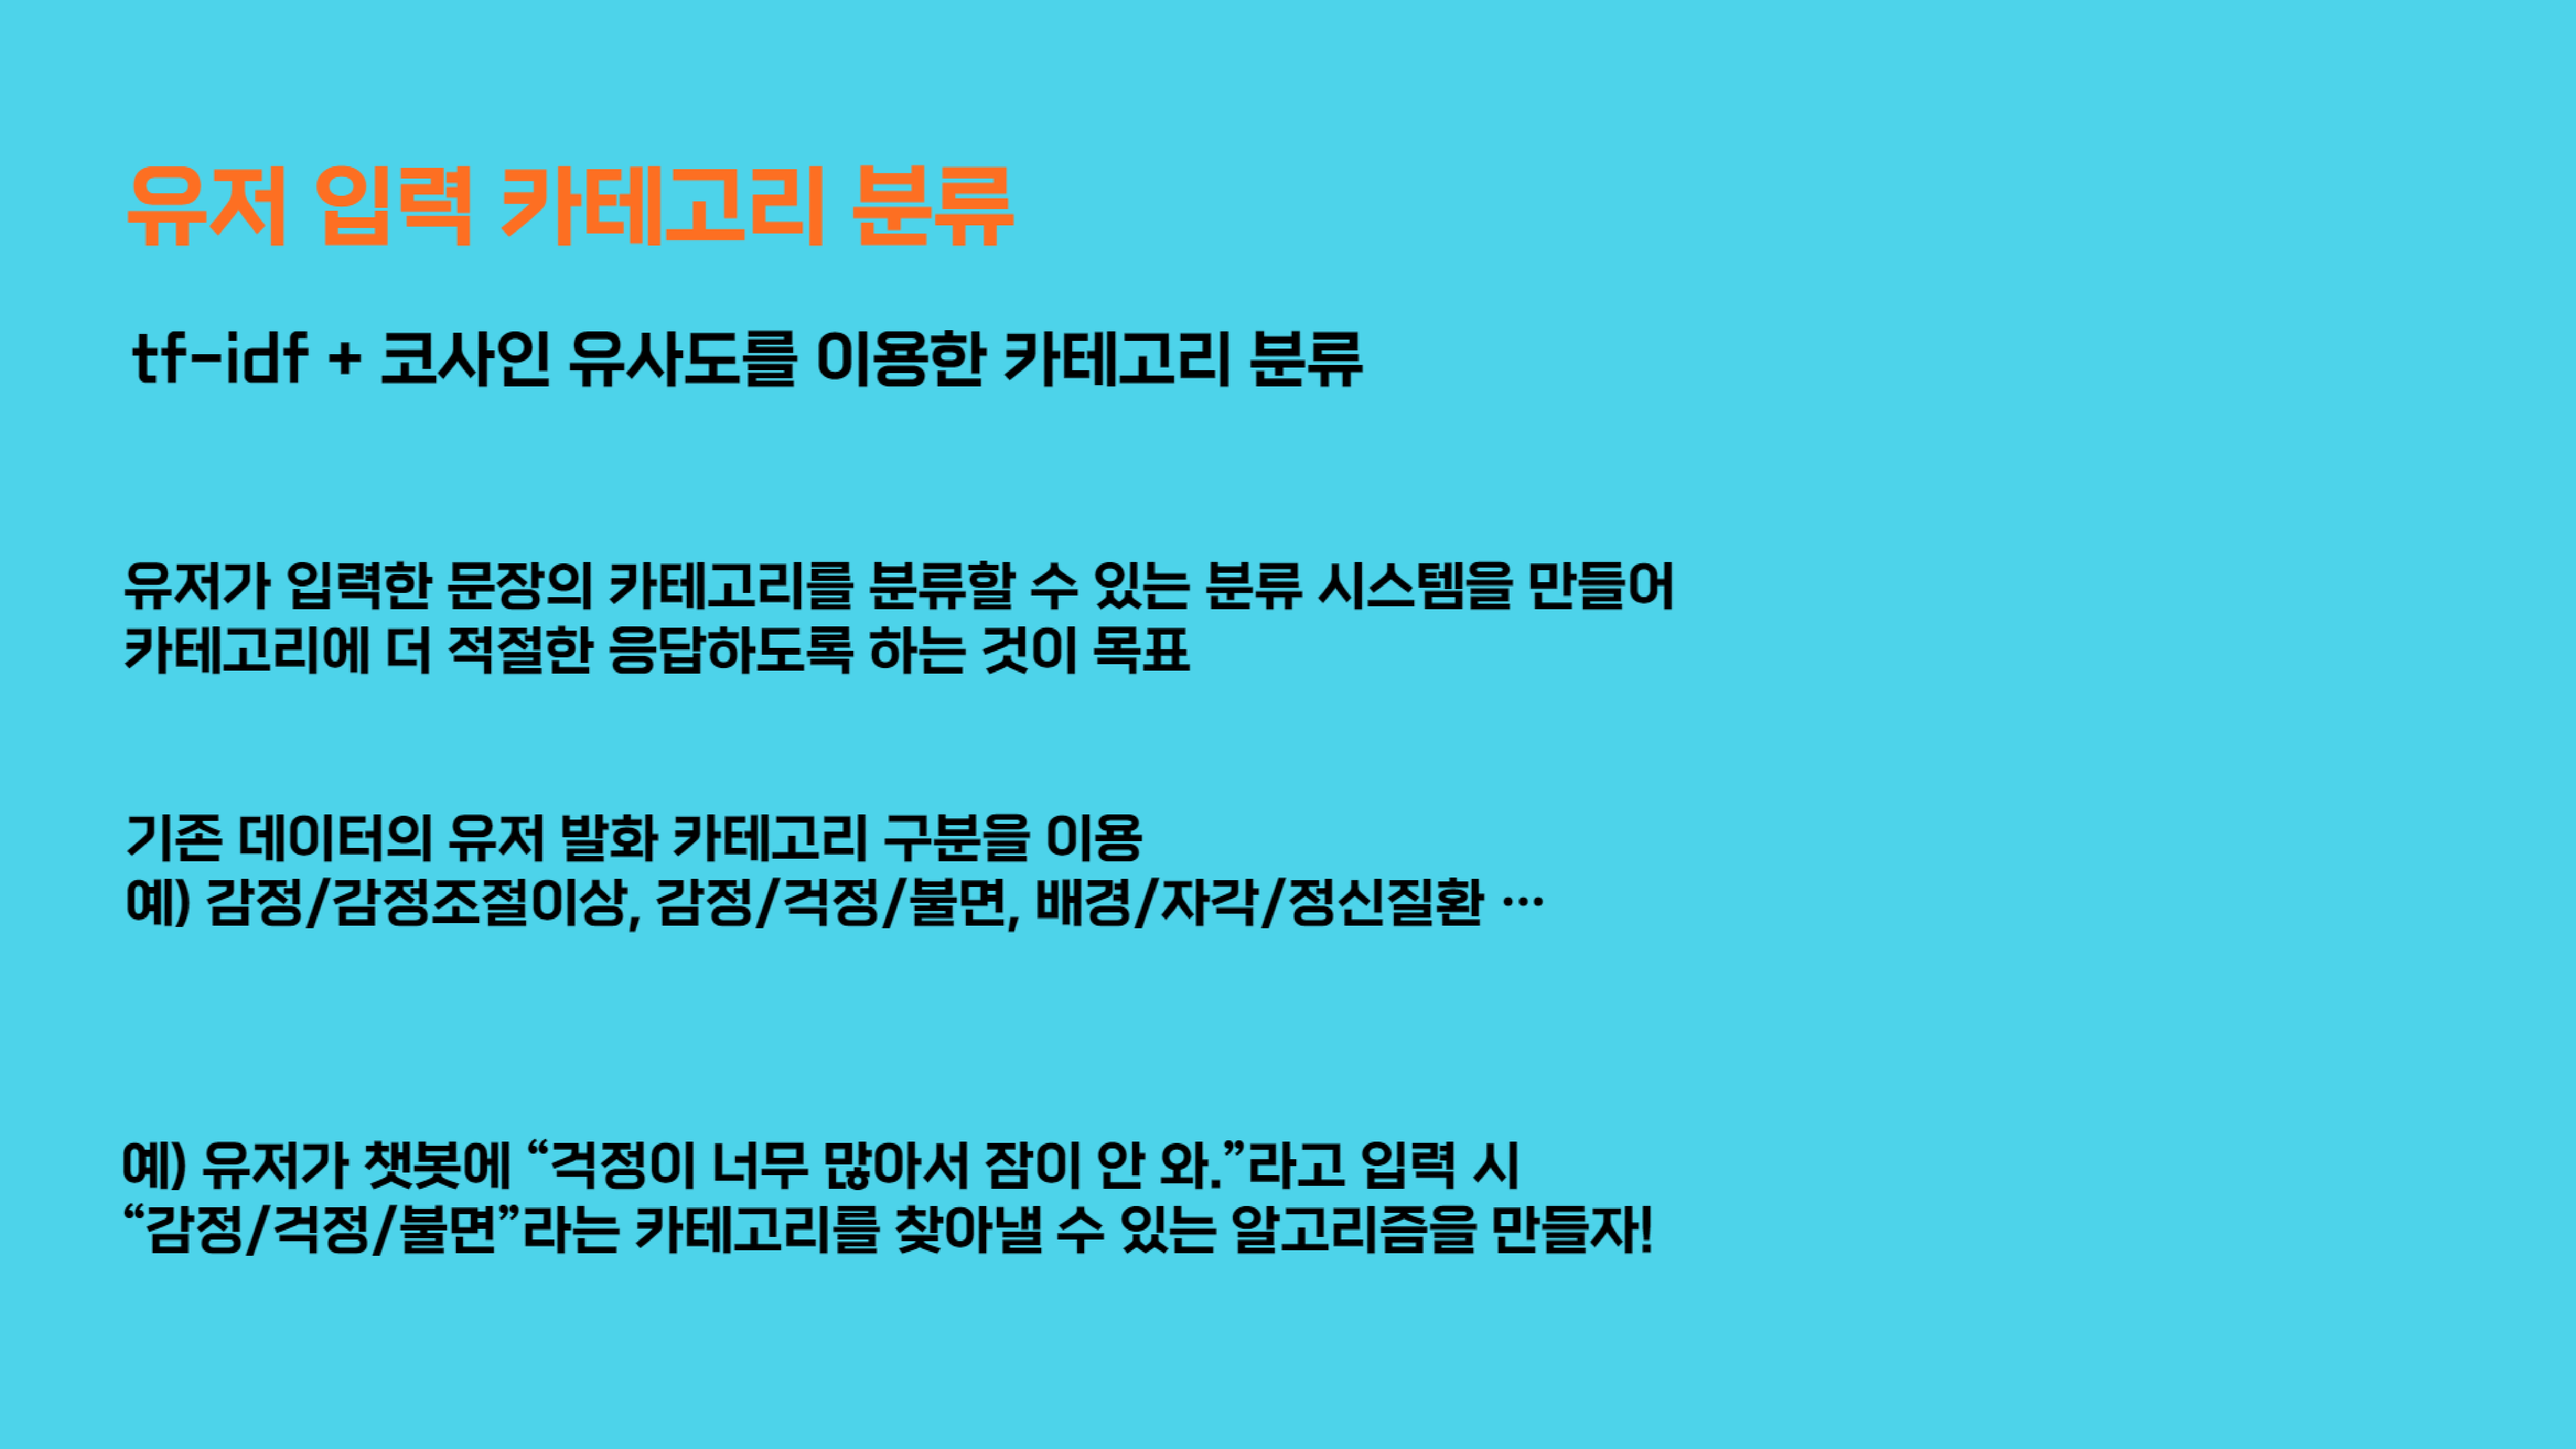 유저 입력 카테고리 분류
tf-idf + 코사인 유사도를 이용한 카테고리 분류
유저가 입력한 문장의 카테고리를 분류할 수 있는 분류 시스템을 만들어
카테고리에 더 적절한 응답하도록 하는 것이 목표
기존 데이터의 유저 발화 카테고리 구분을 이용
예) 감정/감정조절이상, 감정/걱정/불면, 배경/자각/정신질환 …
예) 유저가 챗봇에 “걱정이 너무 많아서 잠이 안 와.”라고 입력 시
“감정/걱정/불면”라는 카테고리를 찾아낼 수 있는 알고리즘을 만들자!